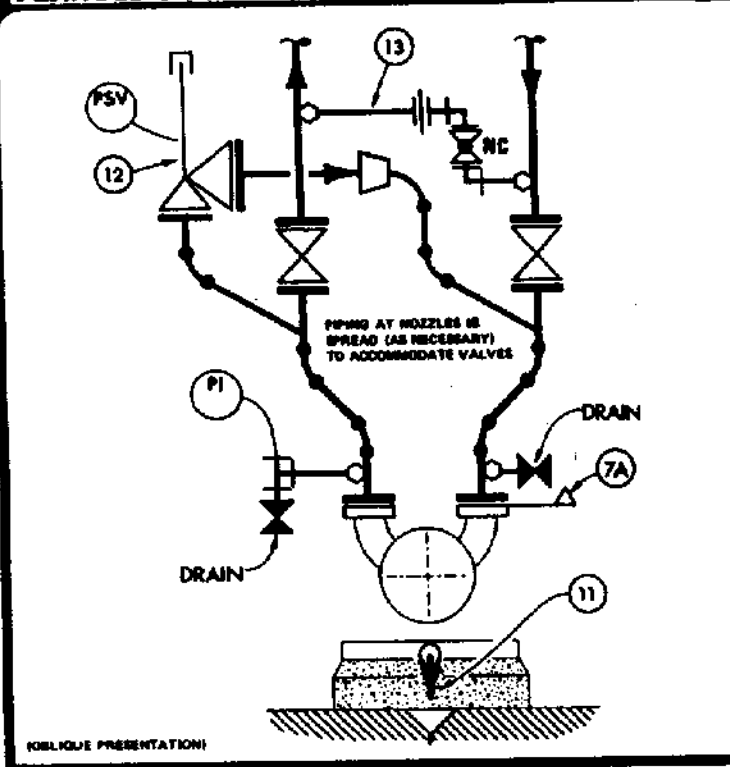 13
PSV
NC
12
PIPING AT NOZZLES IS
SPREAD (AS NECESSARY)
TO ACCOMMODATE VALVES
PI
DRAIN
7A
DRAIN
11
(OBLIQUE PRESENTATION)